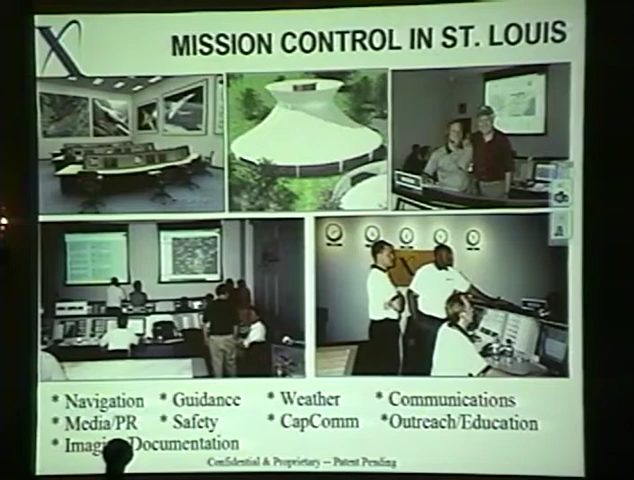 X
MISSION CONTROL IN ST. LOUIS
* Navigation * Guidance * Weather * Communications
* Media/PR * Safety * CapComm *Outreach/Education
* Documentation
Confidential & Proprietary -- Patent Pending